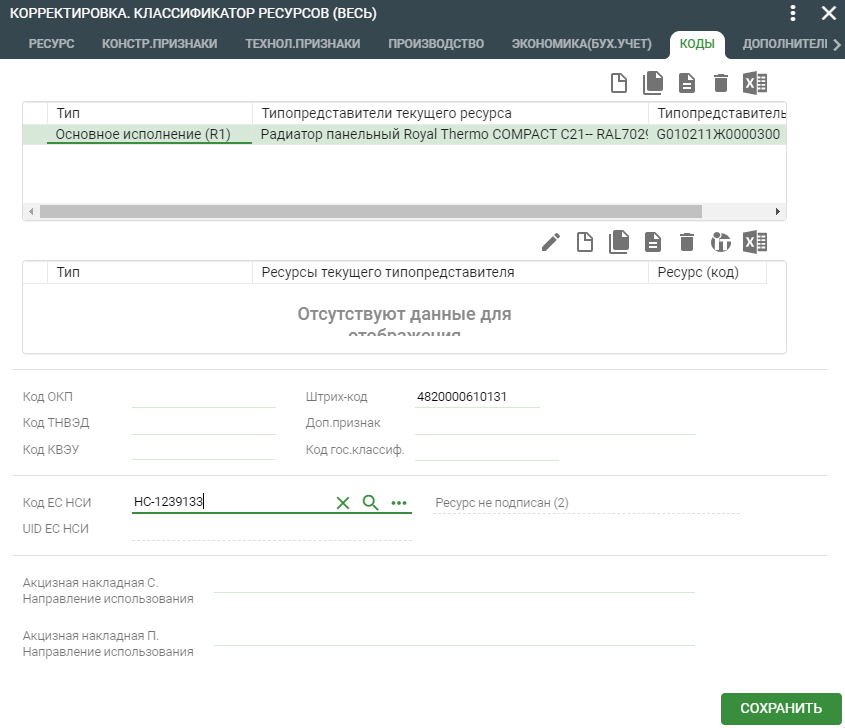 КОРРЕКТИРОВКА. КЛАССИФИКАТОР РЕСУРСОВ (ВЕСЬ)
РЕСУРС КОНСТР.ПРИЗНАКИ ТЕХНОЛ.ПРИЗНАКИ ПРОИЗВОДСТВО ЭКОНОМИКА(БУХ.УЧЕТ) КОДЫ ДОПОЛНИТЕЛ
Тип Типопредставители текущего ресурса Типопредставитель
Основное исполнение (R1) Радиатор панельный Royal Thermo COMPACT C21-- RAL7029 G010211Ж0000300
Тип Ресурсы текущего типопредставителя Ресурс (код)
Отсутствуют данные для
отображения
Код ОКП Штрих-код 4820000610131
Код ТНВЭД Доп.признак
Код КВЭУ Код гос.классиф.
Код ЕС НСИ НС-1239133 Ресурс не подписан (2)
UID ЕС НСИ
Акцизная накладная С.
Направление использования
Акцизная накладная П.
Направление использования
СОХРАНИТЬ